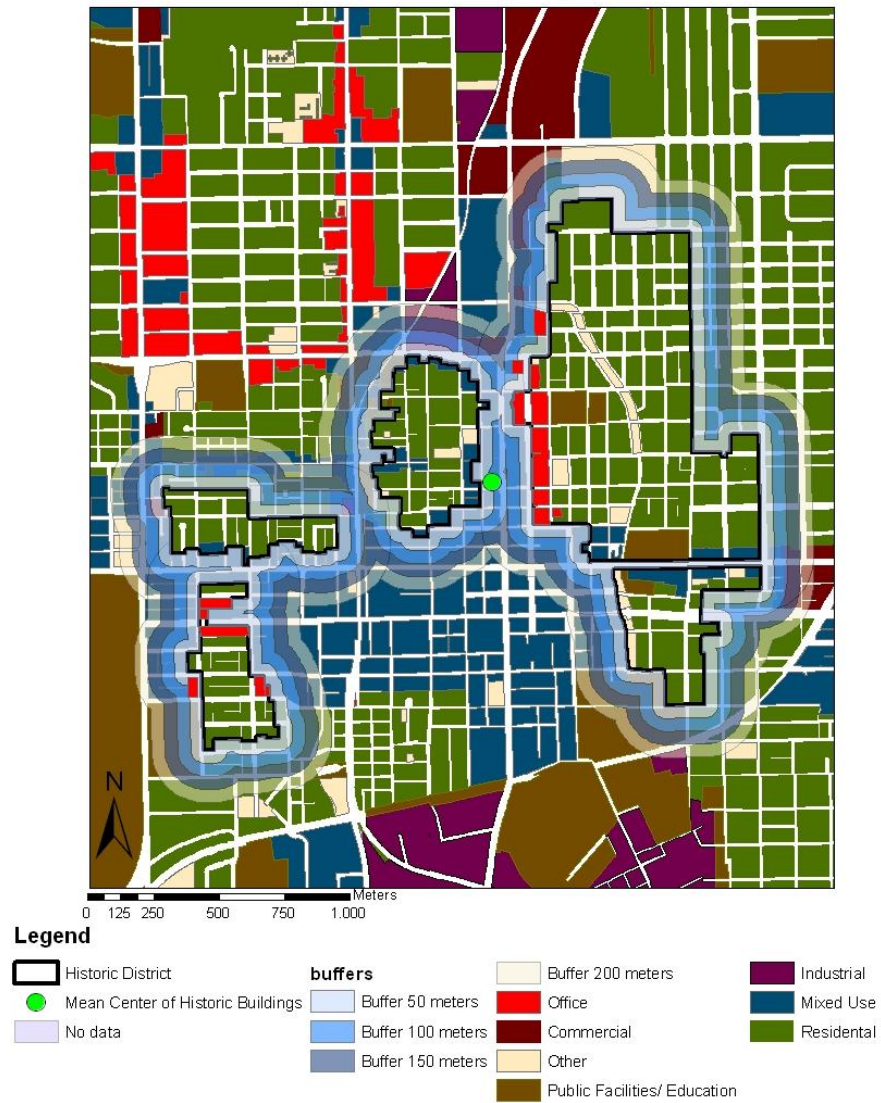 N
Meters
0 125 250 500 750 1.000
Legend
Historic District
Mean Center of Historic Buildings
No data
buffers
Buffer 50 meters
Buffer 100 meters
Buffer 150 meters
Buffer 200 meters
Office
Commercial
Other
Public Facilities/ Education
Industrial
Mixed Use
Residental